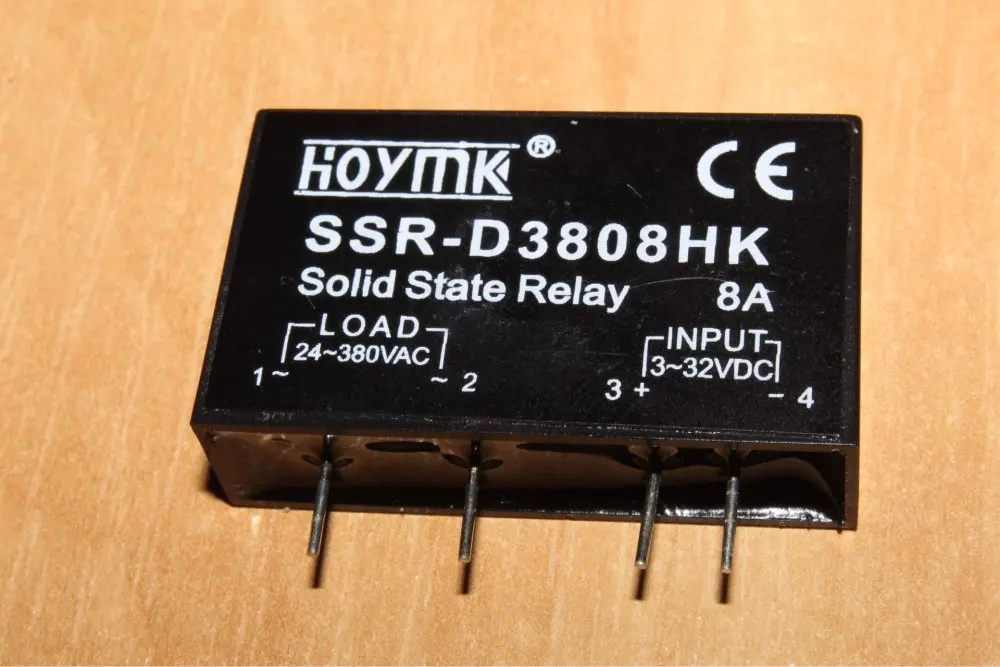 HOYMK ® CE
SSR-D3808HK
Solid State Relay 8A
LOAD INPUT
24~380VAC 3~32VDC
1 ~ ~ 2 3 + - 4